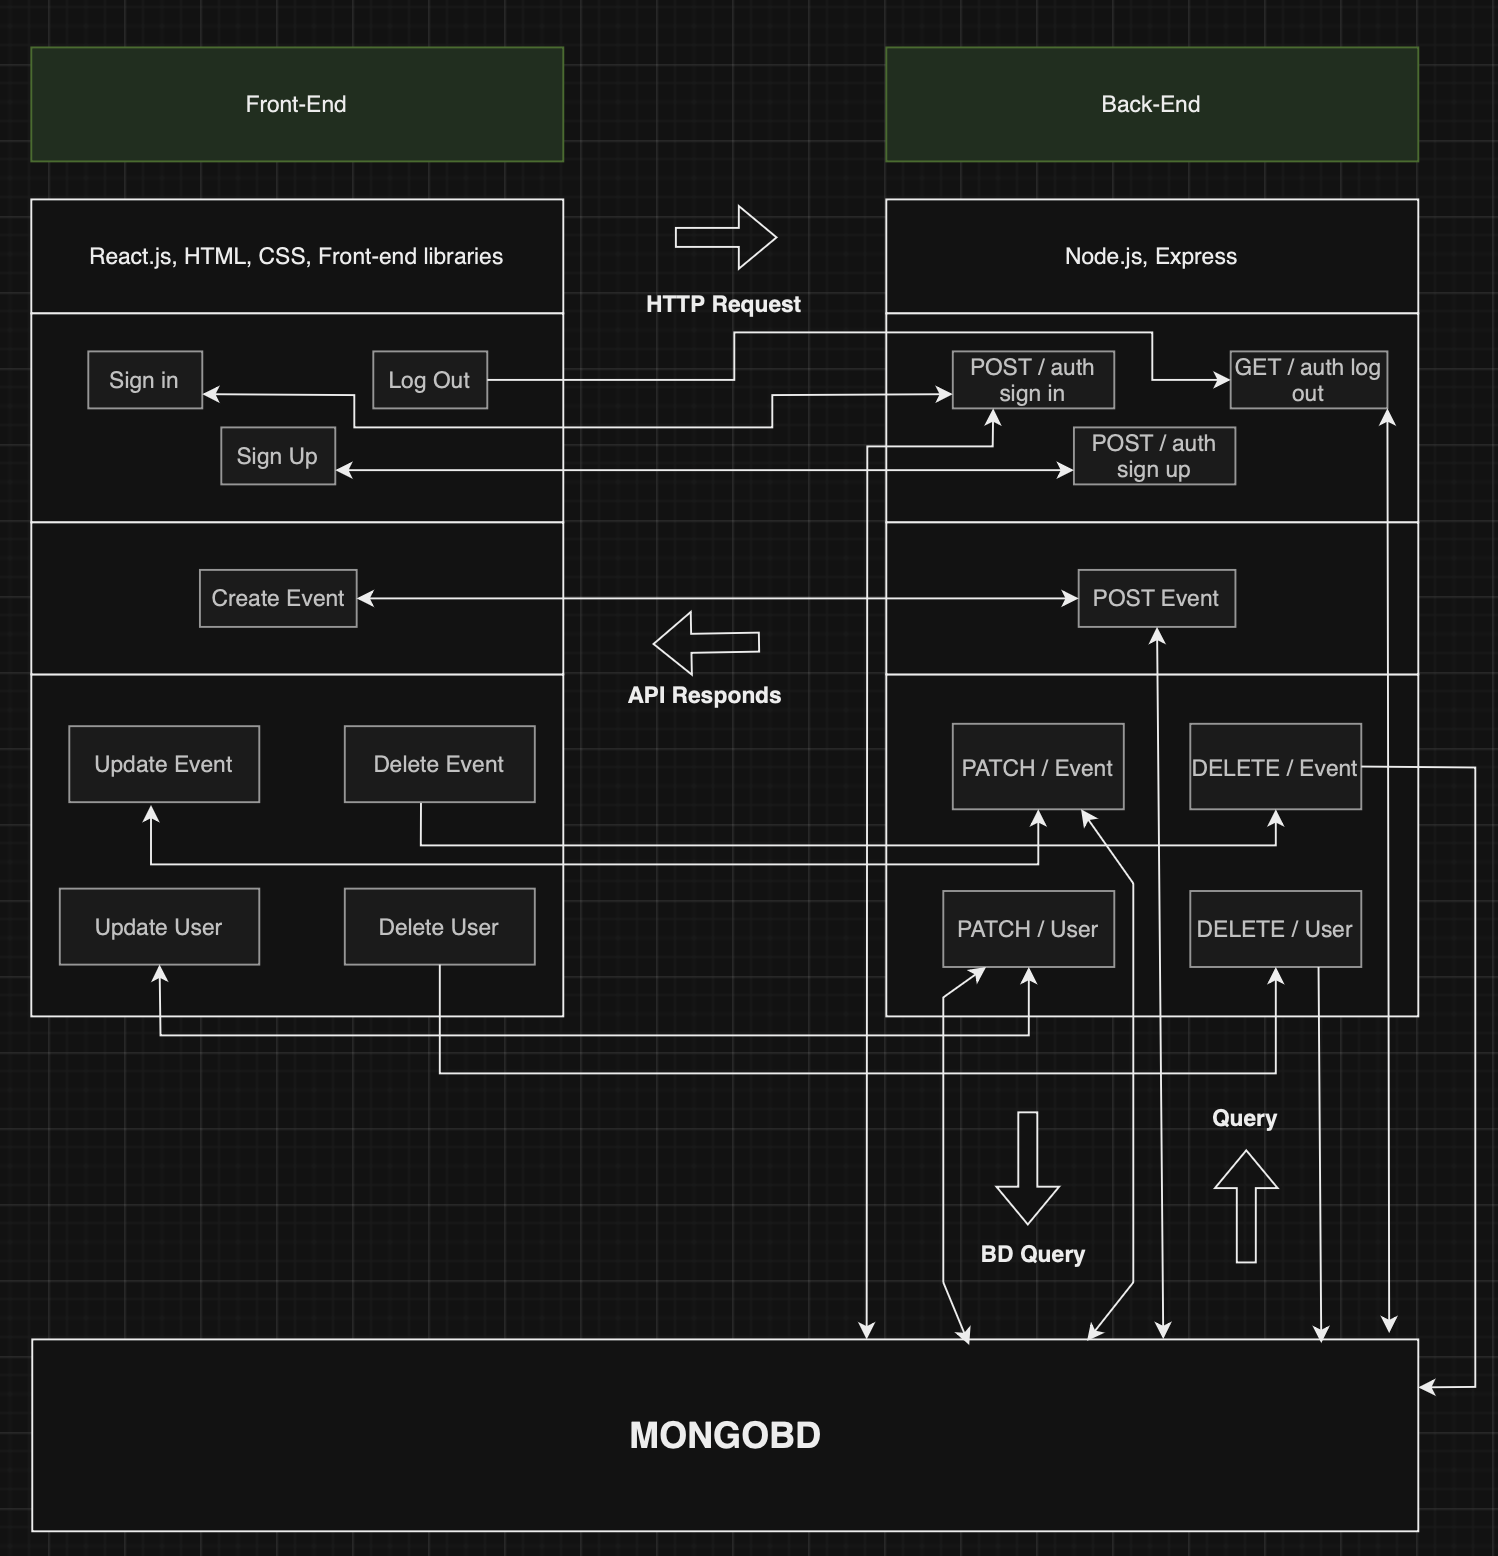 Front-End
Back-End
React.js, HTML, CSS, Front-end libraries
HTTP Request
Node.js, Express
Sign in
Log Out
POST / auth
sign in
GET / auth log
out
Sign Up
POST / auth
sign up
Create Event
POST Event
API Responds
Update Event
Delete Event
PATCH / Event
DELETE / Event
Update User
Delete User
PATCH / User
DELETE / User
Query
BD Query
MONGOBD